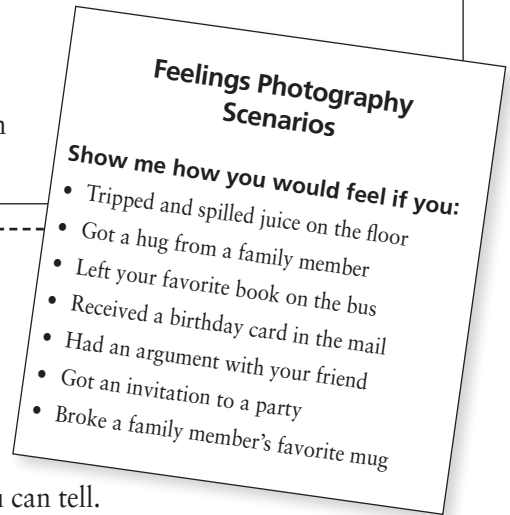 Feelings Photography
Scenarios
Show me how you would feel if you:
• Tripped and spilled juice on the floor
• Got a hug from a family member
• Left your favorite book on the bus
• Received a birthday card in the mail
• Had an argument with your friend
• Got an invitation to a party
• Broke a family member's favorite mug
can tell.